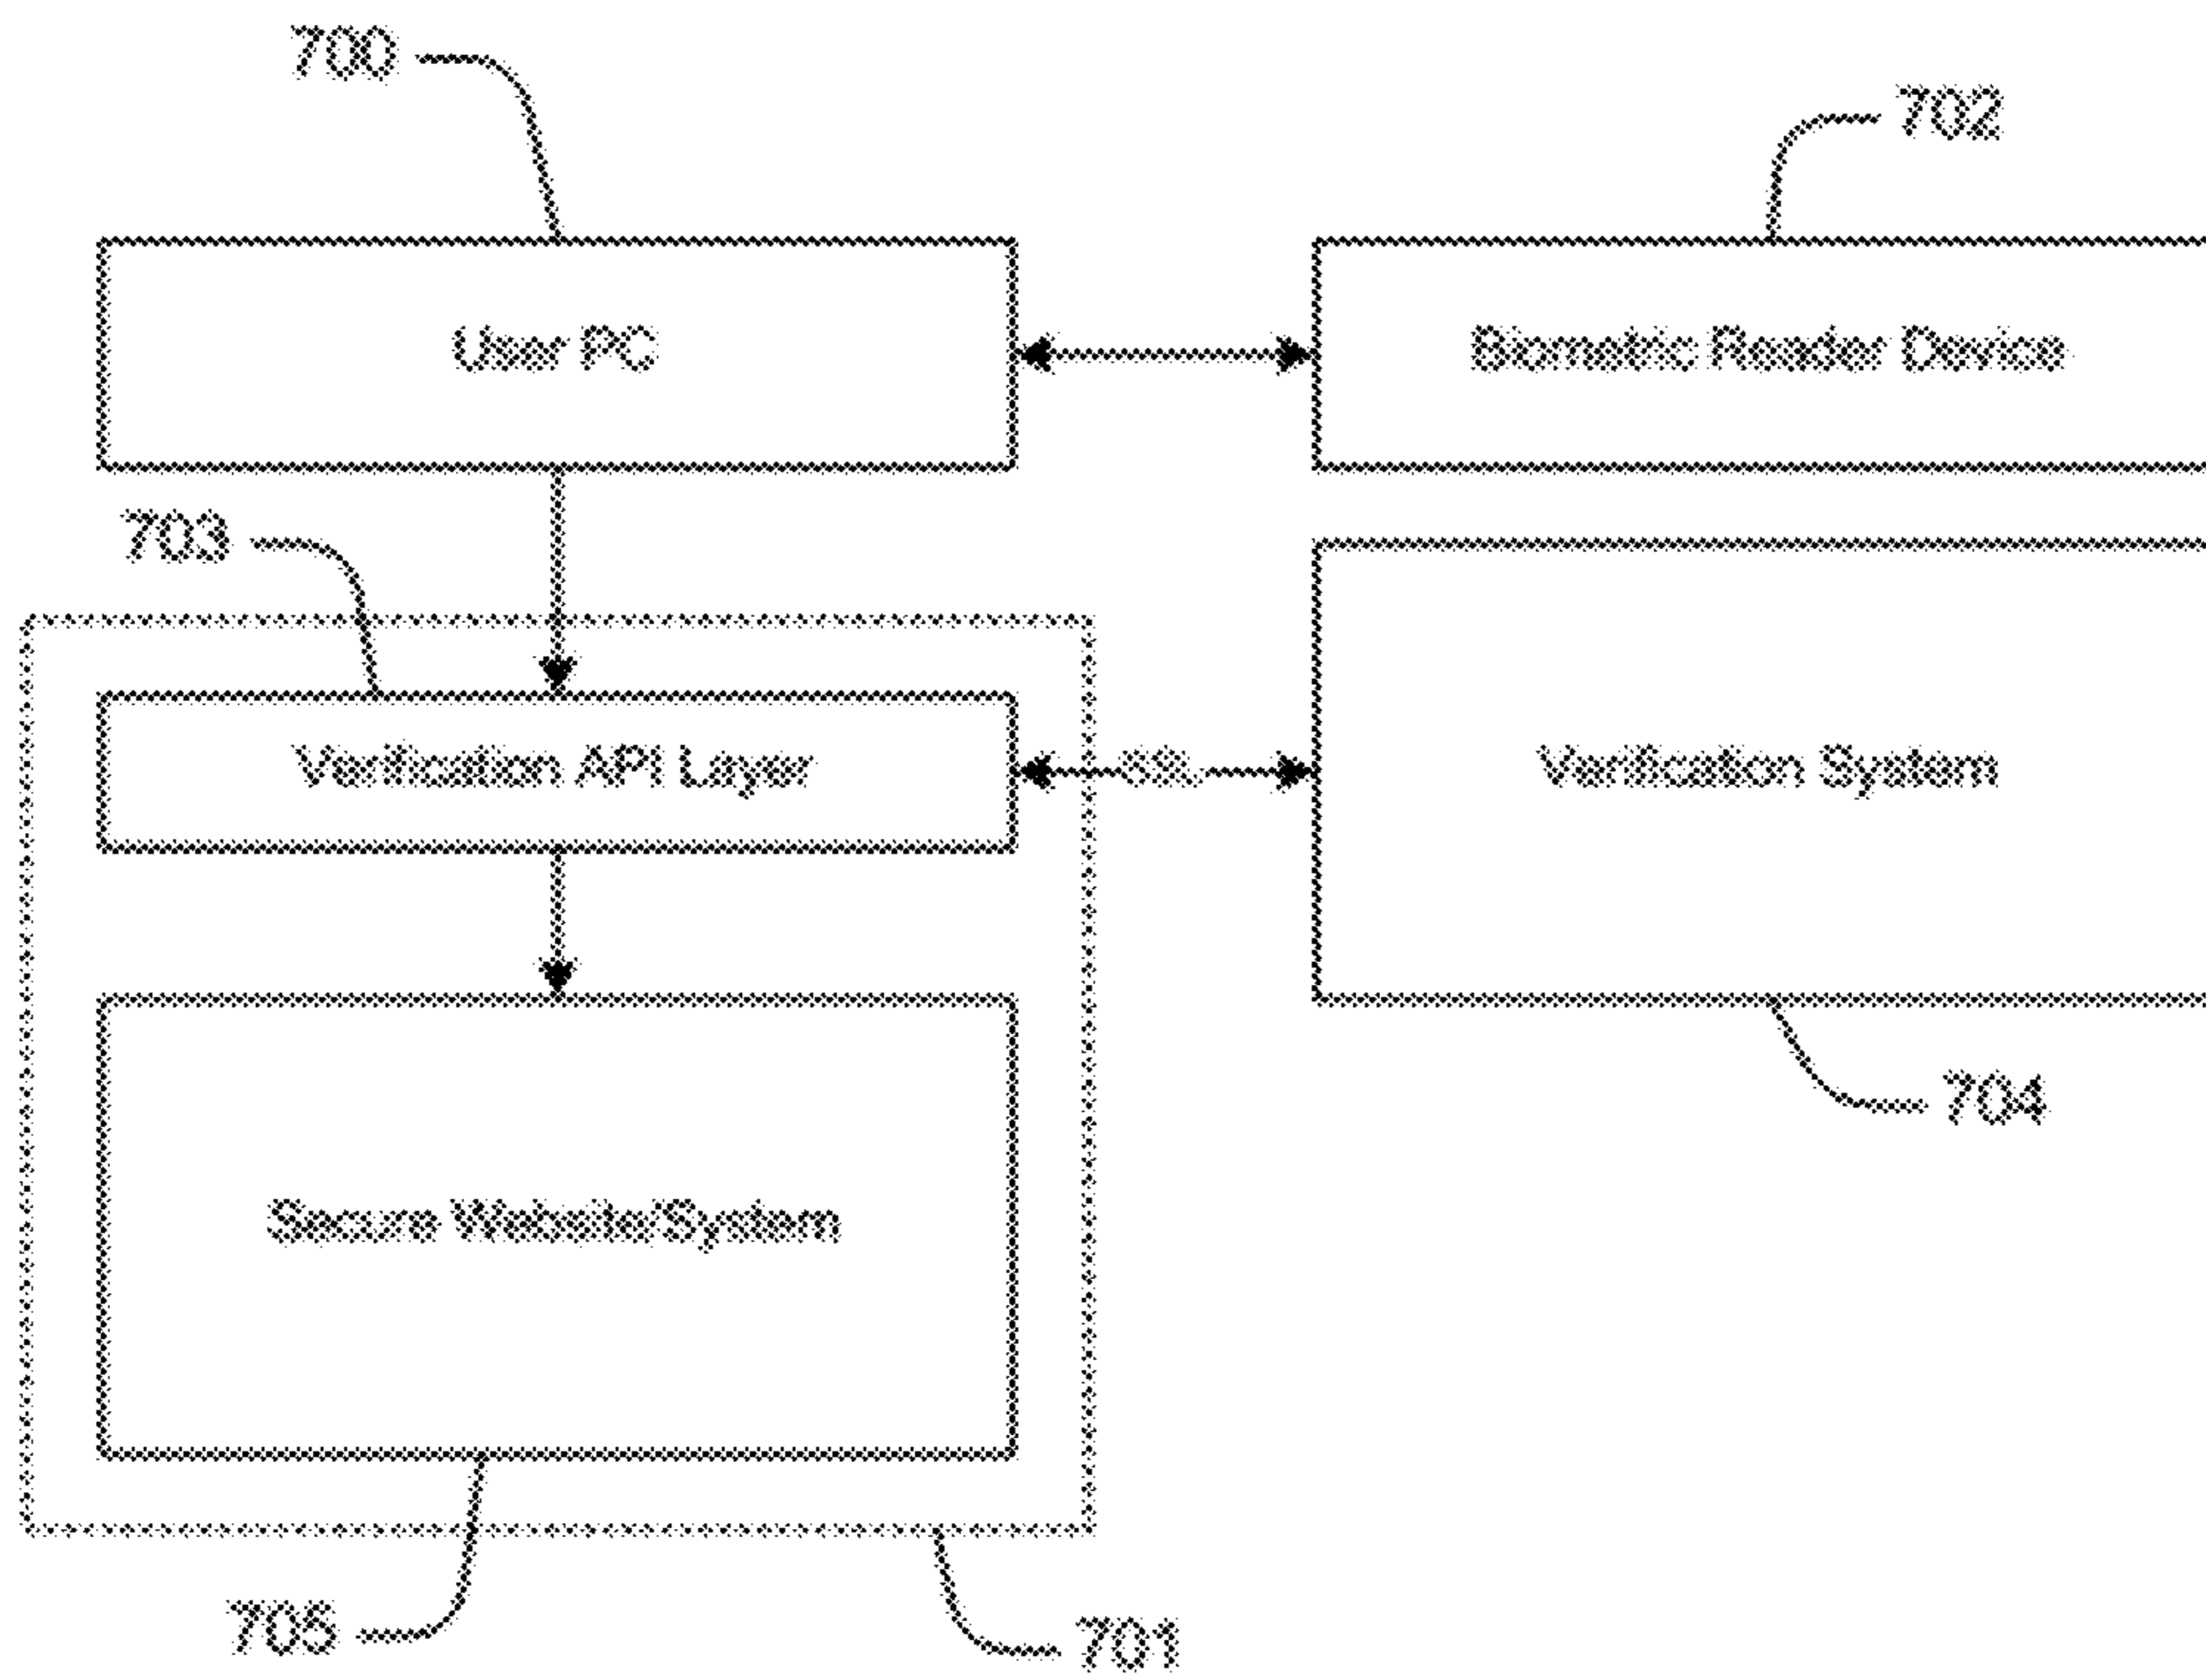 700
702
User PC
Biometric Reader Device
703
Verification API Layer
SSL
Verification System
704
Secure Website/System
705
701